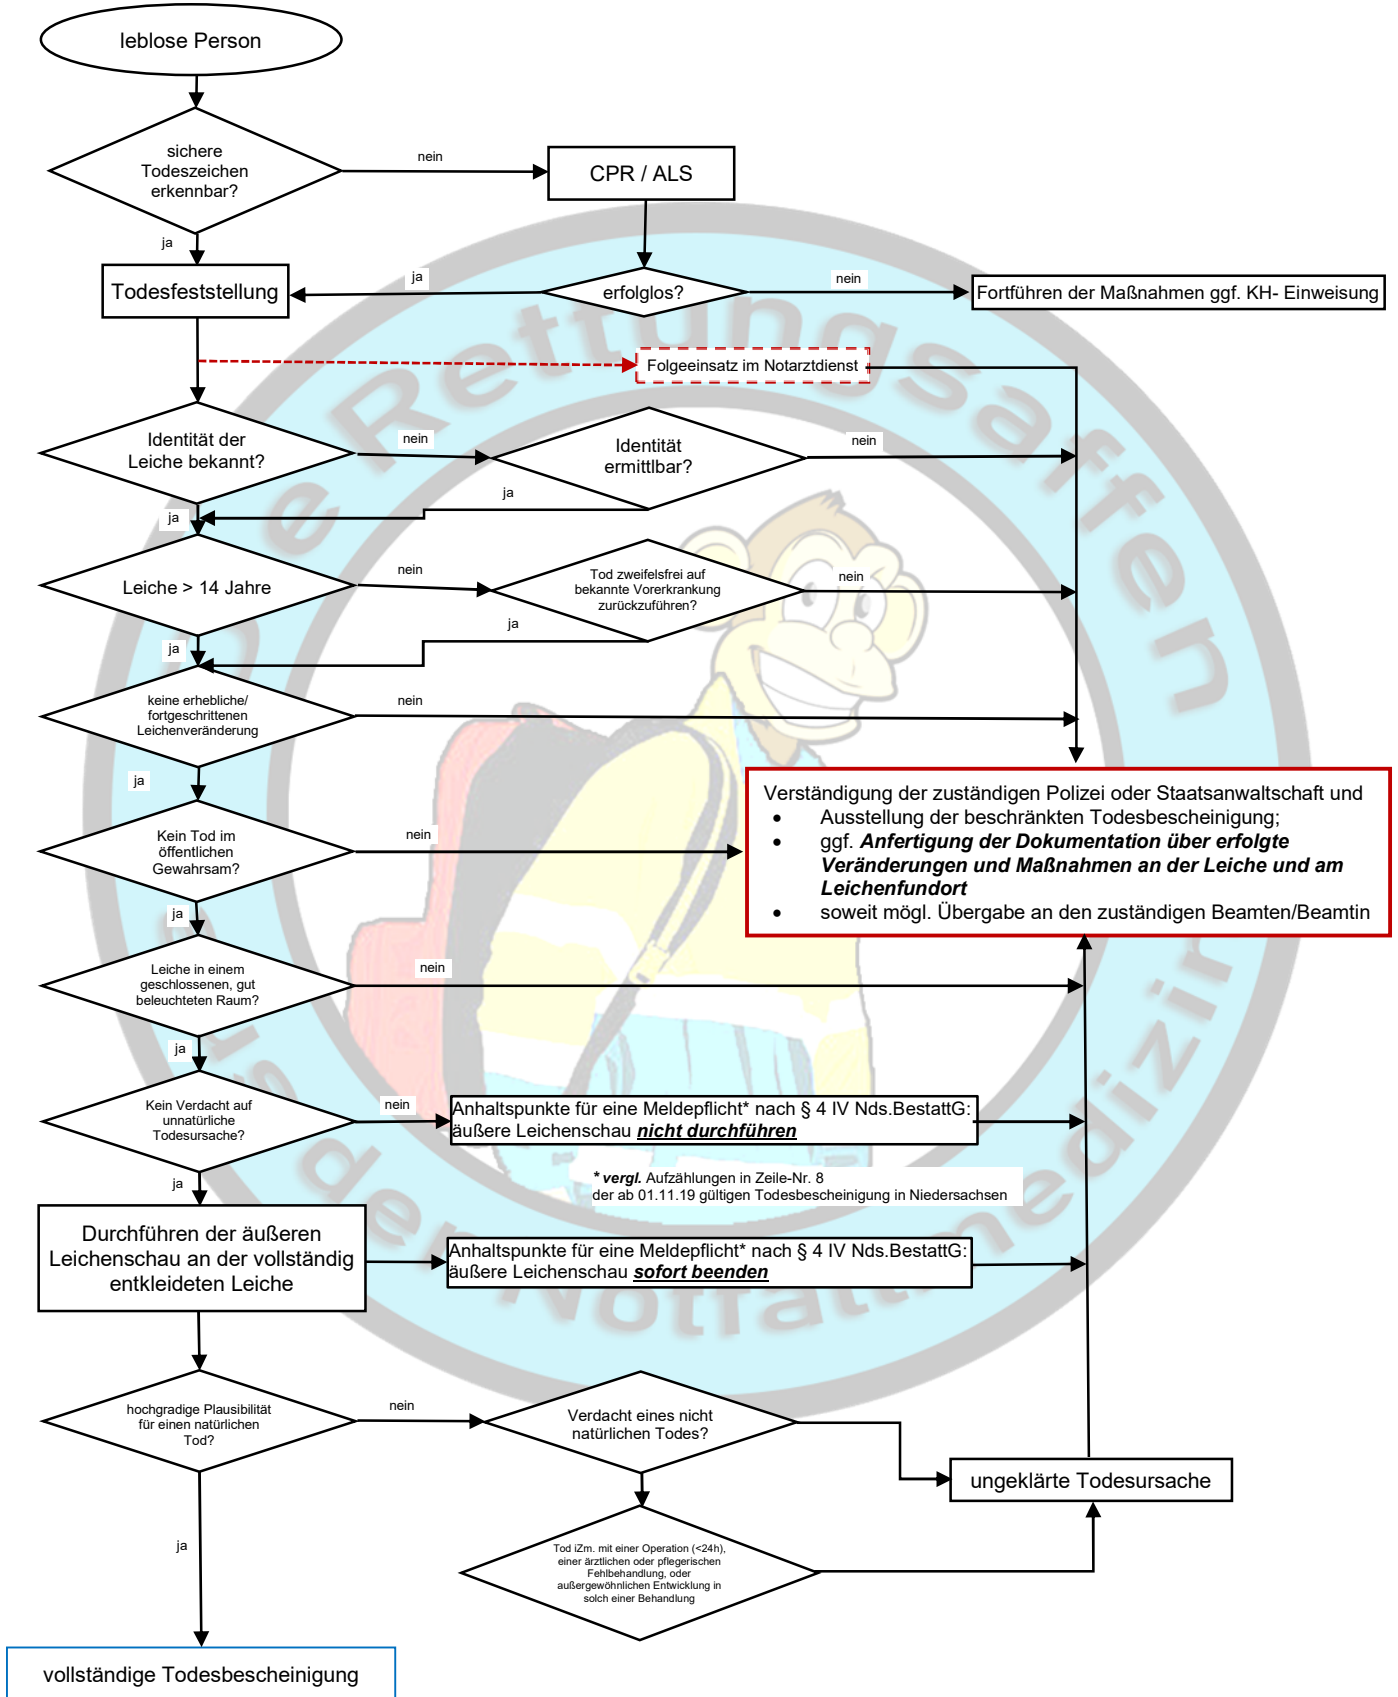 leblose Person
sichere
Todeszeichen
erkennbar?
nein
CPR / ALS
ja
Todesfeststellung
ja
erfolglos?
nein
Fortführen der Maßnahmen ggf. KH- Einweisung
Folgeeinsatz im Notarztdienst
Identität der
Leiche bekannt?
nein
Identität
ermittlbar?
nein
ja
ja
Leiche > 14 Jahre
nein
Tod zweifelsfrei auf
bekannte Vorerkrankung
zurückzuführen?
nein
ja
ja
keine erhebliche/
fortgeschrittenen
Leichenveränderung
nein
ja
Verständigung der zuständigen Polizei oder Staatsanwaltschaft und
• Ausstellung der beschränkten Todesbescheinigung;
• ggf. Anfertigung der Dokumentation über erfolgte
Veränderungen und Maßnahmen an der Leiche und am
Leichenfundort
• soweit mögl. Übergabe an den zuständigen Beamten/Beamtin
Kein Tod im
öffentlichen
Gewahrsam?
nein
ja
Leiche in einem
geschlossenen, gut
beleuchteten Raum?
nein
ja
Kein Verdacht auf
unnatürliche
Todesursache?
nein
Anhaltspunkte für eine Meldepflicht* nach § 4 IV Nds.BestattG:
äußere Leichenschau nicht durchführen
* vergl. Aufzählungen in Zeile-Nr. 8
der ab 01.11.19 gültigen Todesbescheinigung in Niedersachsen
ja
Durchführen der äußeren
Leichenschau an der vollständig
entkleideten Leiche
Anhaltspunkte für eine Meldepflicht* nach § 4 IV Nds.BestattG:
äußere Leichenschau sofort beenden
hochgradige Plausibilität
für einen natürlichen
Tod?
nein
Verdacht eines nicht
natürlichen Todes?
ungeklärte Todesursache
ja
Tod iZm. mit einer Operation (<24h),
einer ärztlichen oder pflegerischen
Fehlbehandlung, oder
außergewöhnlichen Entwicklung in
solch einer Behandlung
vollständige Todesbescheinigung
Rettungsaffen
der Notfallmedizin